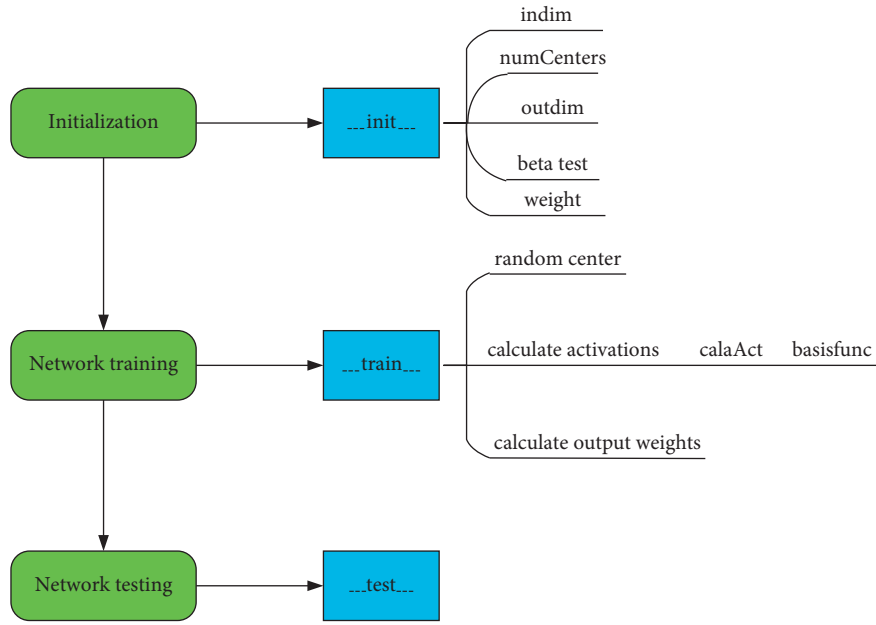 indim
numCenters
Initialization
___init___
outdim
beta test
weight
random center
Network training
___train___
calculate activations calaAct basisfunc
calculate output weights
Network testing
___test___